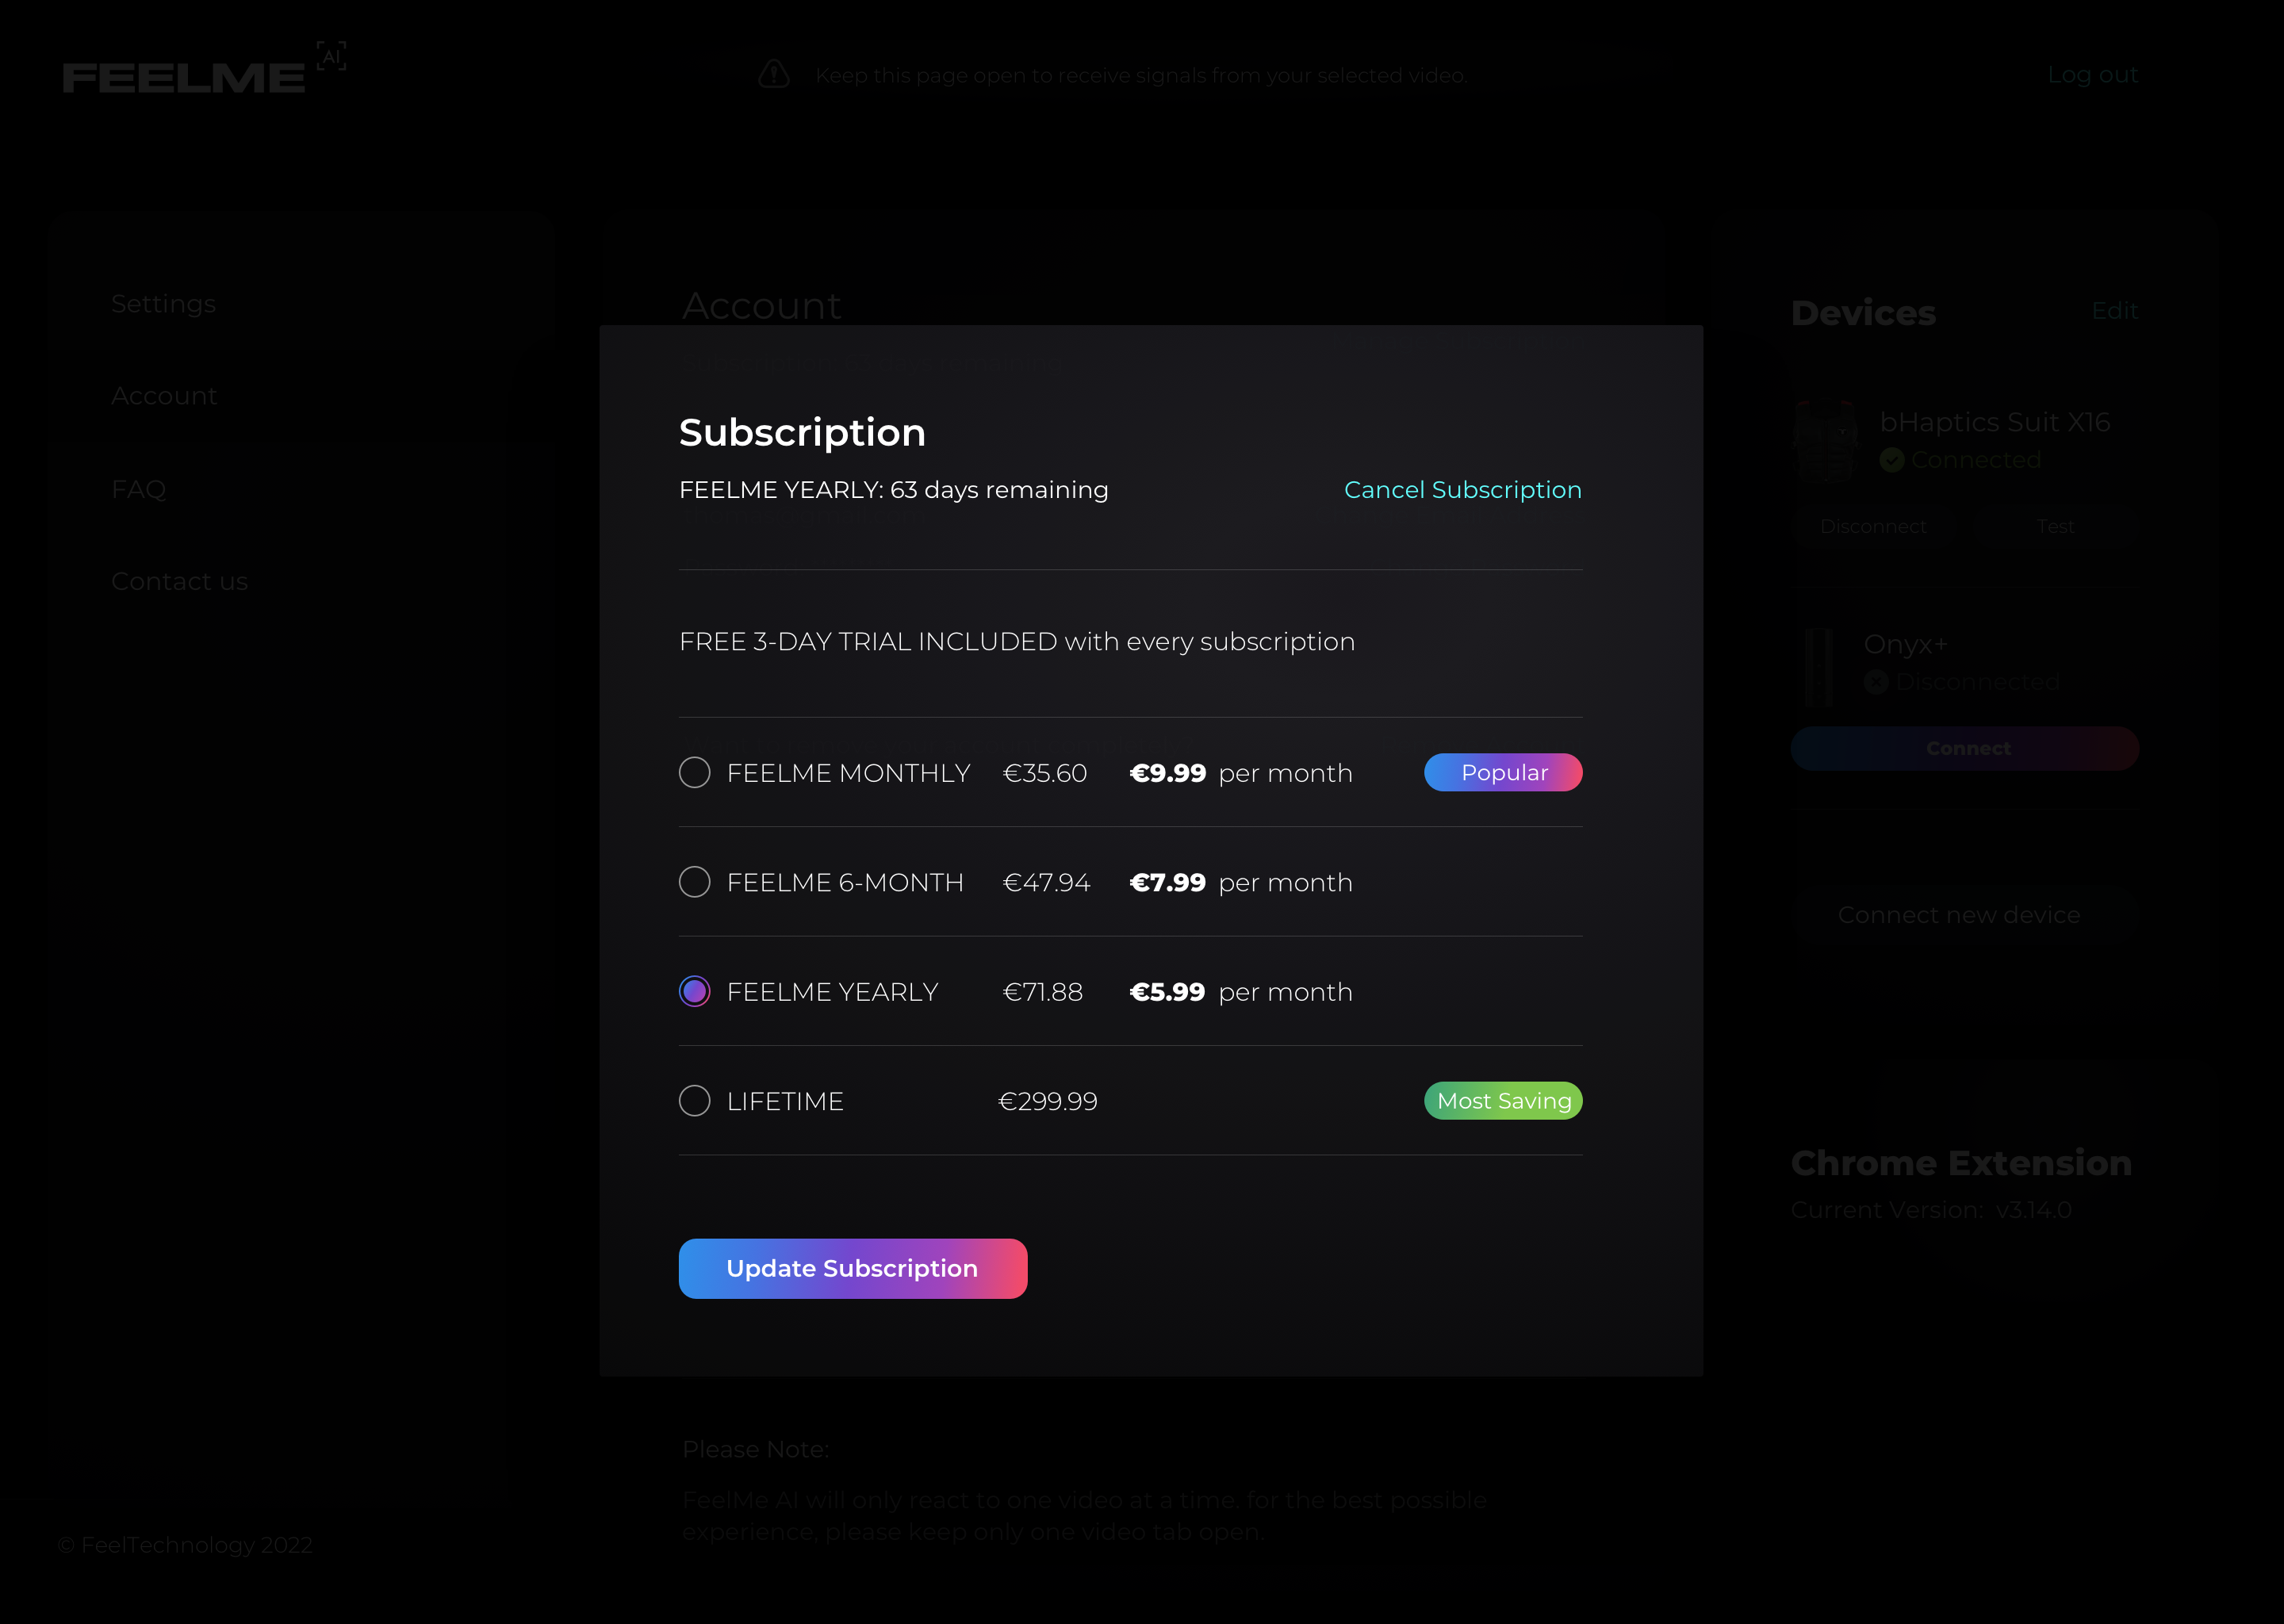 FEELME
AI
Keep this page open to receive signals from your selected video.
Log out
Settings
Account
FAQ
Contact us
Account
Subscription
FEELME YEARLY: 63 days remaining
Cancel Subscription
FREE 3-DAY TRIAL INCLUDED with every subscription
FEELME MONTHLY €35.60 €9.99 per month Popular
FEELME 6-MONTH €47.94 €7.99 per month
FEELME YEARLY €71.88 €5.99 per month
LIFETIME €299.99 Most Saving
Update Subscription
Please Note:
FeelMe AI will only react to one video at a time. for the best possible
experience, please keep only one video tab open.
Devices
Edit
bHaptics Suit X16
Connected
Disconnect Test
Onyx+
Disconnected
Connect
Connect new device
Chrome Extension
Current Version: v3.14.0
© FeelTechnology 2022